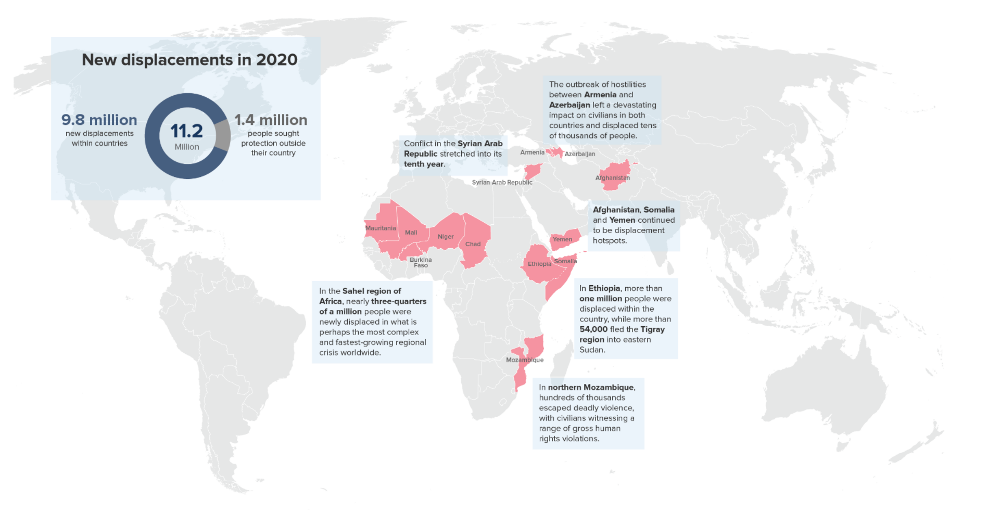 New displacements in 2020
9.8 million
new displacements
within countries
11.2
Million
1.4 million
people sought
protection outside
their country
The outbreak of hostilities
between Armenia and
Azerbaijan left a devastating
impact on civilians in both
countries and displaced tens
of thousands of people.
Conflict in the Syrian Arab
Republic stretched into its
tenth year.
Armenia
Azerbaijan
Syrian Arab Republic
Afghanistan
Afghanistan, Somalia
and Yemen continued
to be displacement
hotspots.
Mauritania
Mali
Niger
Chad
Burkina
Faso
Yemen
Ethiopia
Somalia
In the Sahel region of
Africa, nearly three-quarters
of a million people were
newly displaced in what is
perhaps the most complex
and fastest-growing regional
crisis worldwide.
In Ethiopia, more than
one million people were
displaced within the
country, while more than
54,000 fled the Tigray
region into eastern
Sudan.
Mozambique
In northern Mozambique,
hundreds of thousands
escaped deadly violence,
with civilians witnessing a
range of gross human
rights violations.